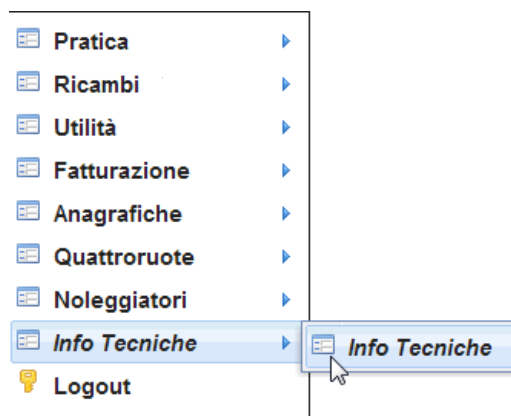 Pratica
Ricambi
Utilità
Fatturazione
Anagrafiche
Quattroruote
Noleggiatori
Info Tecniche
Info Tecniche
Logout